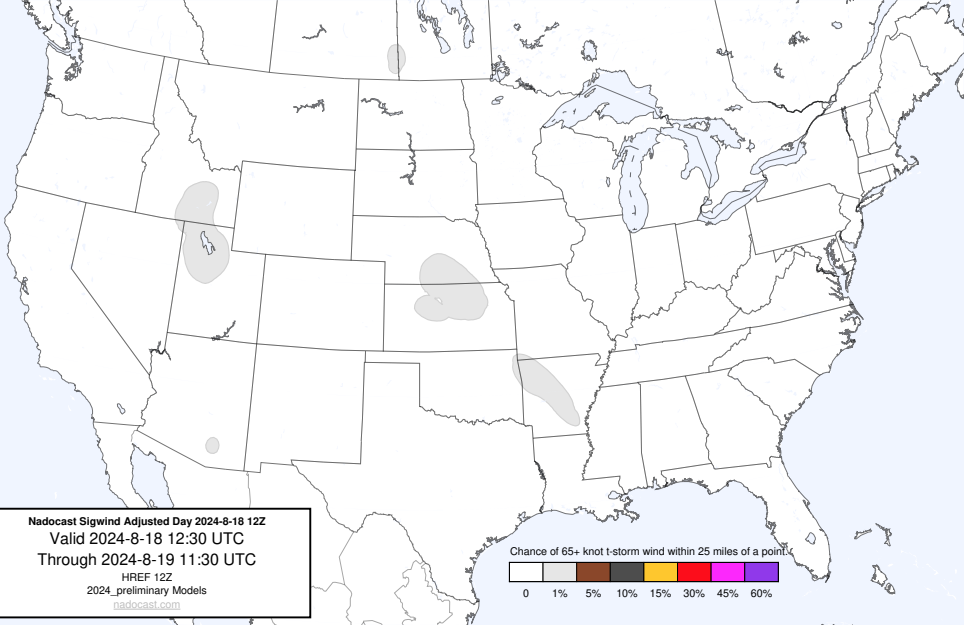 Nadocast Sigwind Adjusted Day 2024-8-18 12Z
Valid 2024-8-18 12:30 UTC
Through 2024-8-19 11:30 UTC
HREF 12Z
2024_preliminary Models
nadocast.com
Chance of 65+ knot t-storm wind within 25 miles of a point.
0 1% 5% 10% 15% 30% 45% 60%